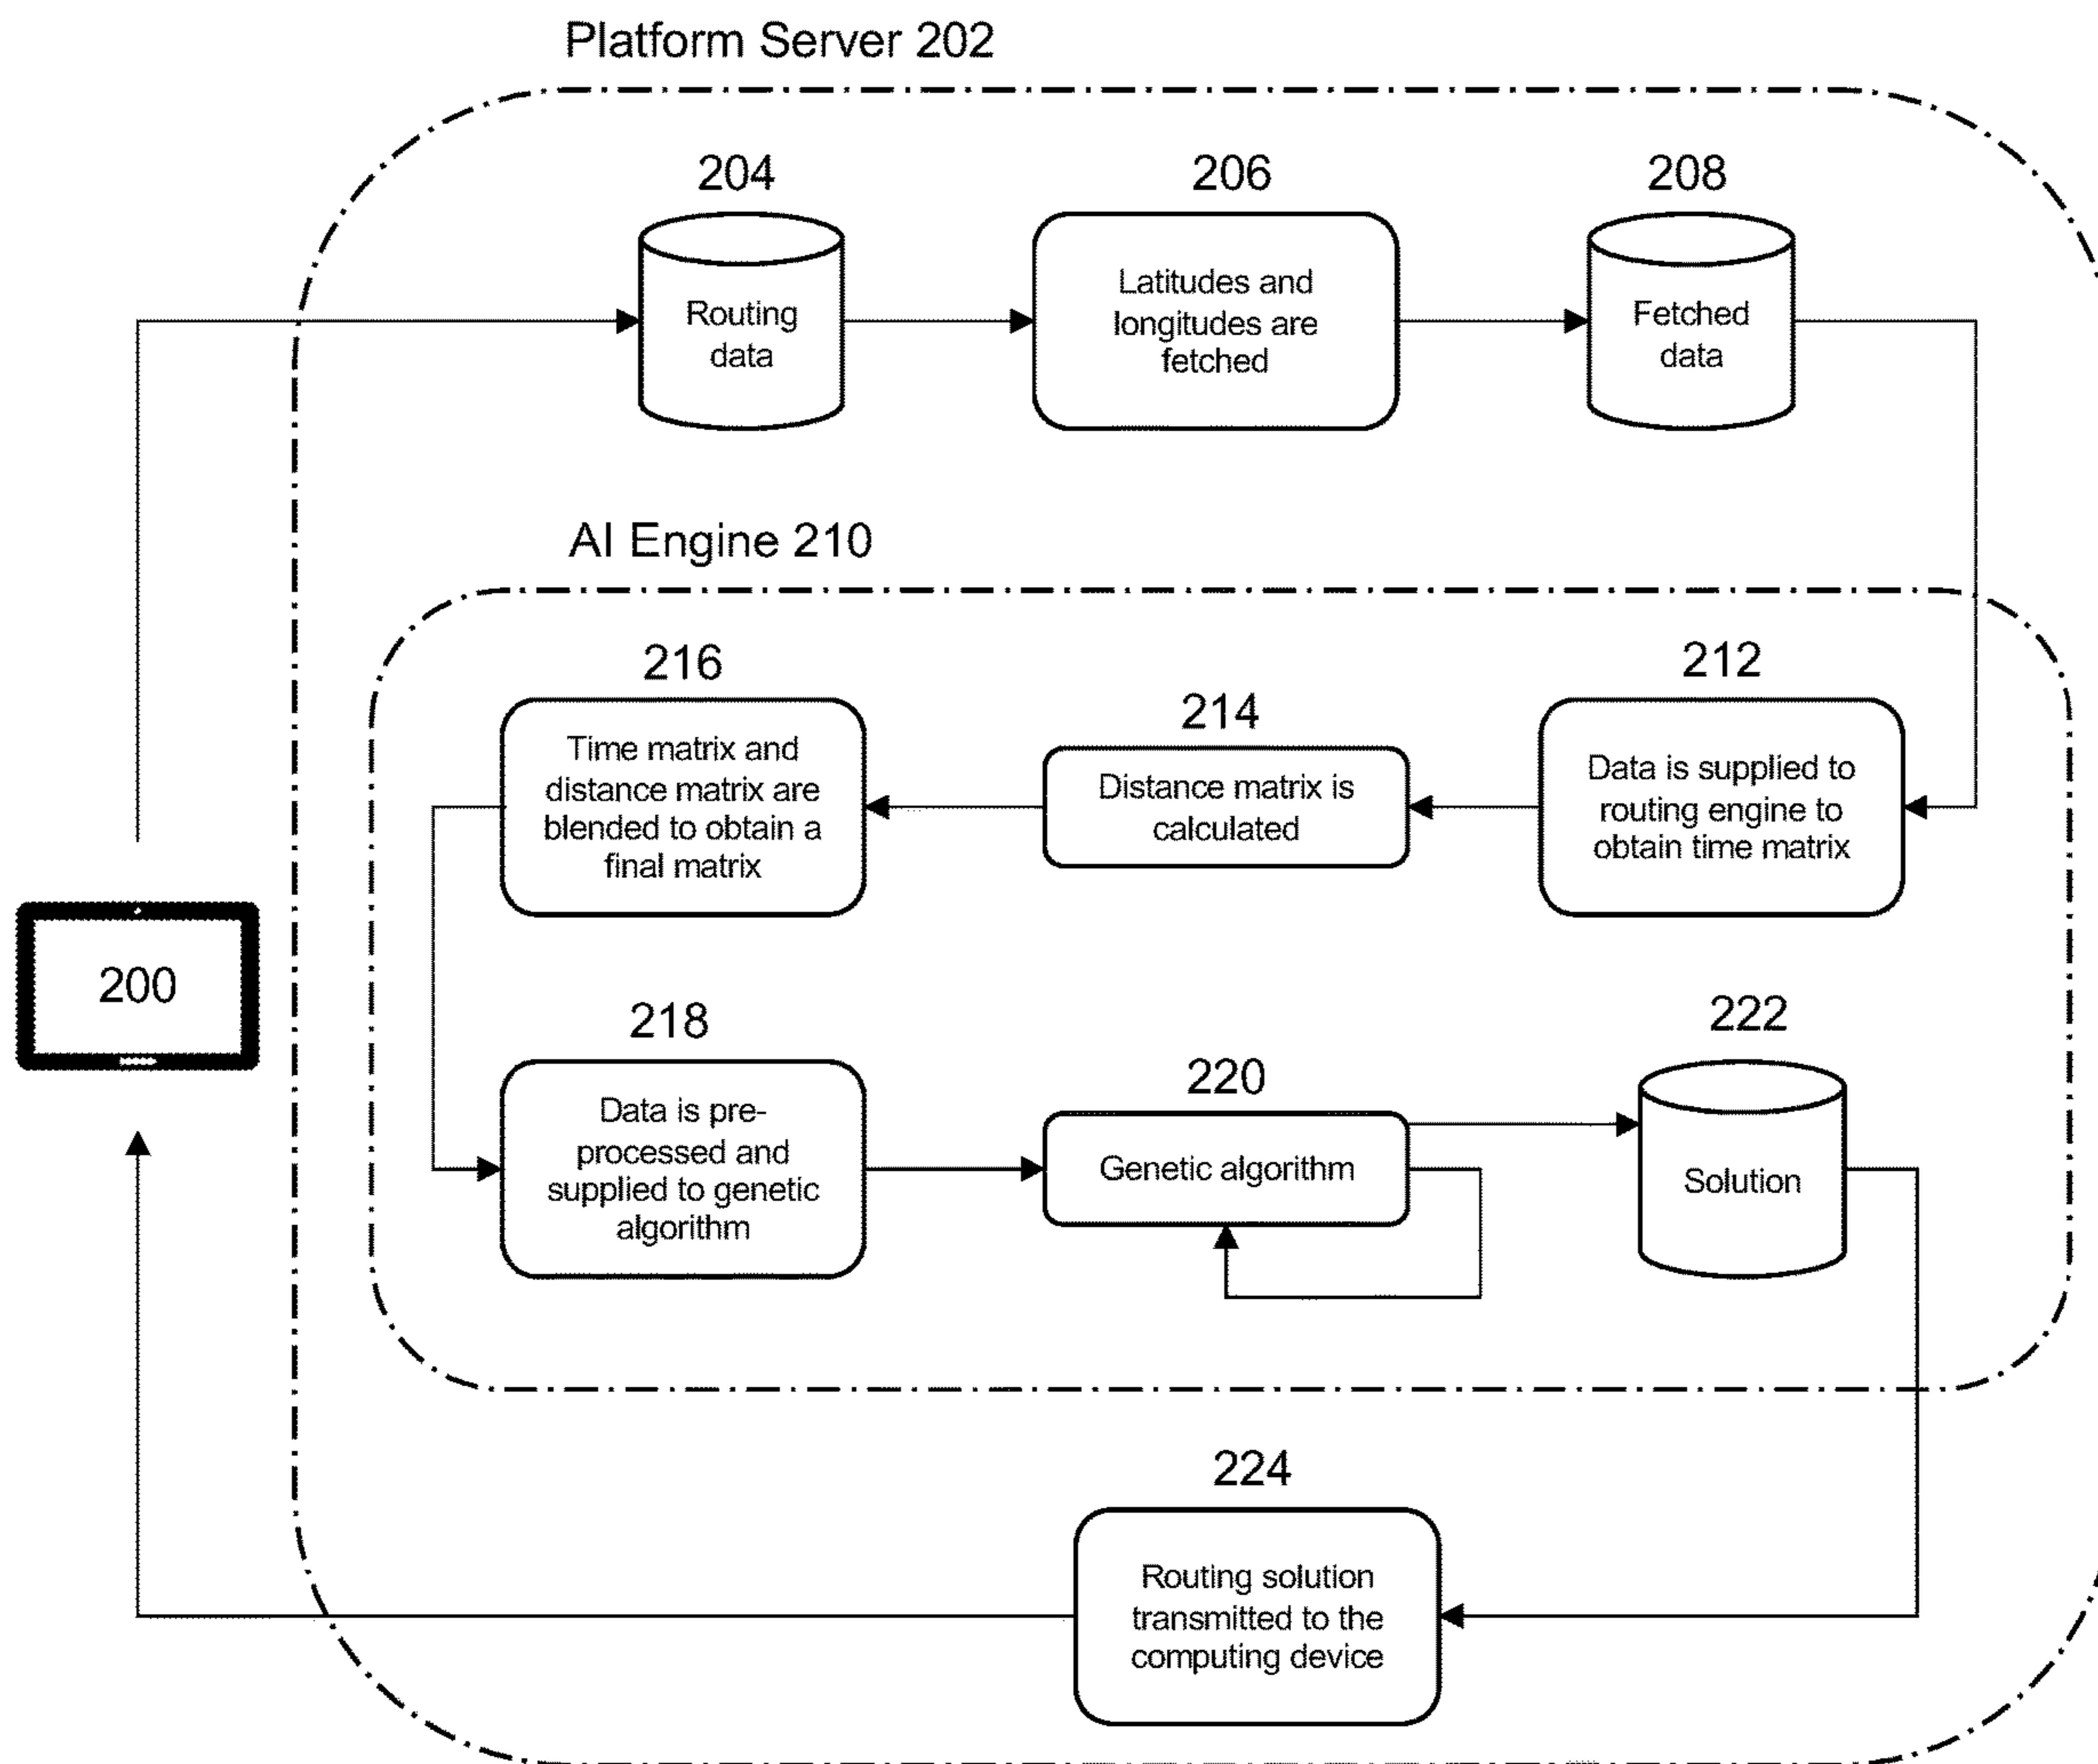 Platform Server 202
204
Routing
data
206
Latitudes and
longitudes are
fetched
208
Fetched
data
AI Engine 210
216
Time matrix and
distance matrix are
blended to obtain a
final matrix
214
Distance matrix is
calculated
212
Data is supplied to
routing engine to
obtain time matrix
200
218
Data is pre-
processed and
supplied to genetic
algorithm
220
Genetic algorithm
222
Solution
224
Routing solution
transmitted to the
computing device